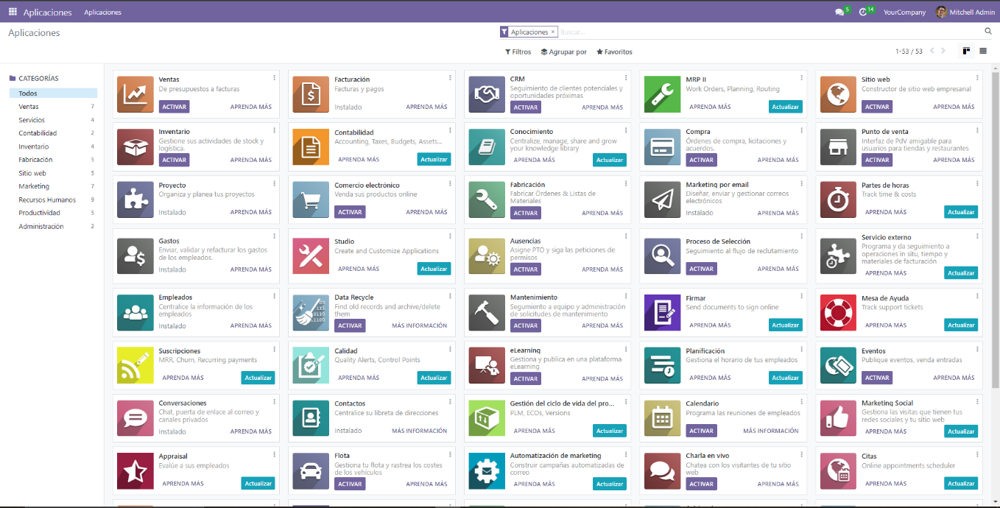 Aplicaciones Aplicaciones 5 14 YourCompany Mitchell Admin
Aplicaciones Aplicaciones × Buscar...
Filtros Agrupar por Favoritos 1-53 / 53
CATEGORÍAS
Todos
Ventas 7
Servicios 4
Contabilidad 2
Inventario 4
Fabricación 5
Sitio web 5
Marketing 7
Recursos Humanos 9
Productividad 5
Administración 2
Ventas
De presupuestos a facturas
ACTIVAR APRENDA MÁS
Facturación
Facturas y pagos
Instalado APRENDA MÁS
CRM
Seguimiento de clientes potenciales y
oportunidades próximas
ACTIVAR APRENDA MÁS
MRP II
Work Orders, Planning, Routing
APRENDA MÁS Actualizar
Sitio web
Constructor de sitio web empresarial
ACTIVAR APRENDA MÁS
Inventario
Gestione sus actividades de stock y
logística.
ACTIVAR APRENDA MÁS
Contabilidad
Accounting, Taxes, Budgets, Assets...
APRENDA MÁS Actualizar
Conocimiento
Centralize, manage, share and grow
your knowledge library
APRENDA MÁS Actualizar
Compra
Órdenes de compra, licitaciones y
acuerdos.
ACTIVAR APRENDA MÁS
Punto de venta
Interfaz de PdV amigable para
usuarios para tiendas y restaurantes
ACTIVAR APRENDA MÁS
Proyecto
Organiza y planea tus proyectos
Instalado APRENDA MÁS
Comercio electrónico
Venda sus productos online
ACTIVAR APRENDA MÁS
Fabricación
Fabricar Órdenes & Listas de
Materiales
ACTIVAR APRENDA MÁS
Marketing por email
Diseñar, enviar y gestionar correos
electrónicos
Instalado APRENDA MÁS
Partes de horas
Track time & costs
APRENDA MÁS Actualizar
Gastos
Enviar, validar y refacturar los gastos
de los empleados.
Instalado APRENDA MÁS
Studio
Create and Customize Applications
APRENDA MÁS Actualizar
Ausencias
Asigne PTO y siga las peticiones de
permisos
ACTIVAR APRENDA MÁS
Proceso de Selección
Seguimiento al flujo de reclutamiento
ACTIVAR APRENDA MÁS
Servicio externo
Programa y da seguimiento a
operaciones in situ, tiempo y
materiales de facturación
APRENDA MÁS Actualizar
Empleados
Centralice la información de los
empleados
Instalado APRENDA MÁS
Data Recycle
Find old records and archive/delete
them
ACTIVAR MÁS INFORMACIÓN
Mantenimiento
Segumiento a equipo y administración
de solicitudes de mantenimiento
ACTIVAR APRENDA MÁS
Firmar
Send documents to sign online
APRENDA MÁS Actualizar
Mesa de Ayuda
Track support tickets
APRENDA MÁS Actualizar
Suscripciones
MRR, Churn, Recurring payments
APRENDA MÁS Actualizar
Calidad
Quality Alerts, Control Points
APRENDA MÁS Actualizar
eLearning
Gestiona y publica en una plataforma
eLearning
ACTIVAR APRENDA MÁS
Planificación
Gestiona el horario de tus empleados
APRENDA MÁS Actualizar
Eventos
Publique eventos, venda entradas
ACTIVAR APRENDA MÁS
Conversaciones
Chat, puerta de enlace al correo y
canales privados
Instalado APRENDA MÁS
Contactos
Centralice su libreta de direcciones
Instalado MÁS INFORMACIÓN
Gestión del ciclo de vida del pro...
PLM, ECOs, Versions
APRENDA MÁS Actualizar
Calendario
Programa las reuniones de empleados
ACTIVAR MÁS INFORMACIÓN
Marketing Social
Gestiona las visitas que tienen tus
redes sociales y tu sitio web
APRENDA MÁS Actualizar
Appraisal
Evalúe a sus empleados
APRENDA MÁS Actualizar
Flota
Gestiona tu flota y rastrea los costes
de los vehículos
ACTIVAR APRENDA MÁS
Automatización de marketing
Construir campañas automatizadas de
correo
APRENDA MÁS Actualizar
Charla en vivo
Chatea con los visitantes de tu sitio
web
ACTIVAR APRENDA MÁS
Citas
Online appointments scheduler
APRENDA MÁS Actualizar